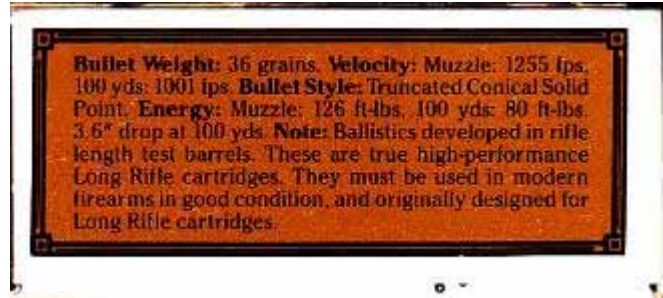 Bullet Weight: 36 grains. Velocity: Muzzle: 1255 fps,
100 yds: 1001 fps. Bullet Style: Truncated Conical Solid
Point. Energy: Muzzle: 126 ft-lbs, 100 yds: 80 ft-lbs.
3.6" drop at 100 yds. Note: Ballistics developed in rifle
length test barrels. These are true high-performance
Long Rifle cartridges. They must be used in modern
firearms in good condition, and originally designed for
Long Rifle cartridges.